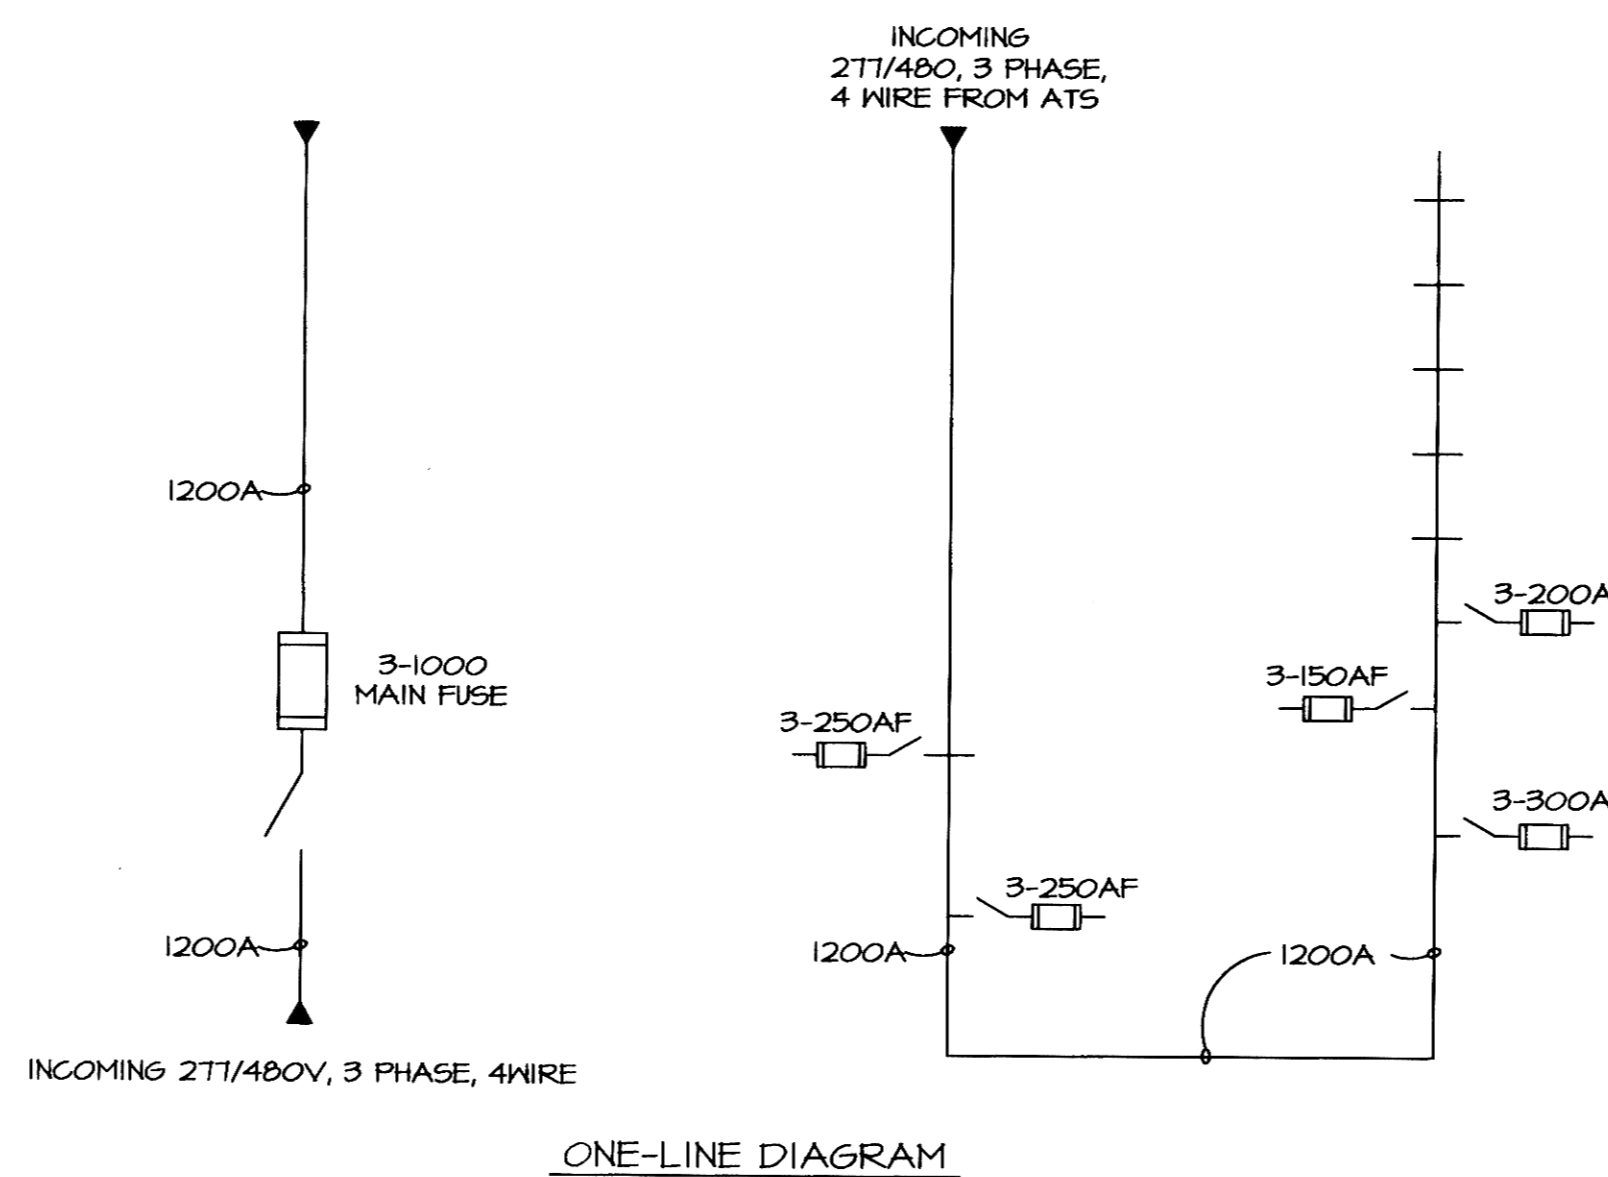 INCOMING
277/480, 3 PHASE,
4 WIRE FROM ATS
1200A
3-1000
MAIN FUSE
1200A
INCOMING 277/480V, 3 PHASE, 4WIRE
3-250AF
3-250AF
1200A
3-200A
3-150AF
3-300A
1200A
ONE-LINE DIAGRAM